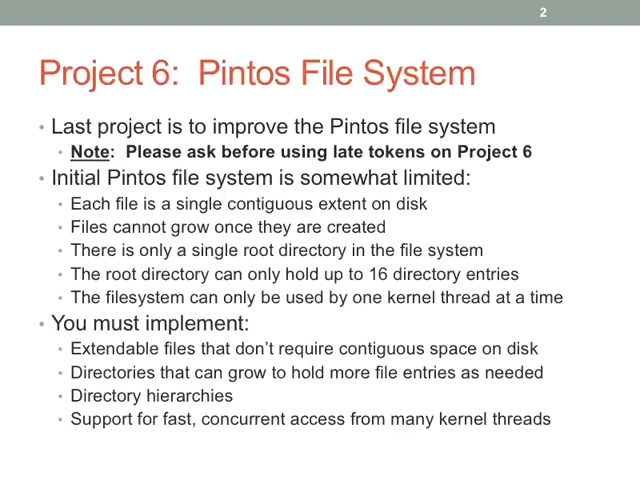 2
Project 6:  Pintos File System
• Last project is to improve the Pintos file system
• Note:  Please ask before using late tokens on Project 6
• Initial Pintos file system is somewhat limited:
• Each file is a single contiguous extent on disk
• Files cannot grow once they are created
• There is only a single root directory in the file system
• The root directory can only hold up to 16 directory entries
• The filesystem can only be used by one kernel thread at a time
• You must implement:
• Extendable files that don't require contiguous space on disk
• Directories that can grow to hold more file entries as needed
• Directory hierarchies
• Support for fast, concurrent access from many kernel threads